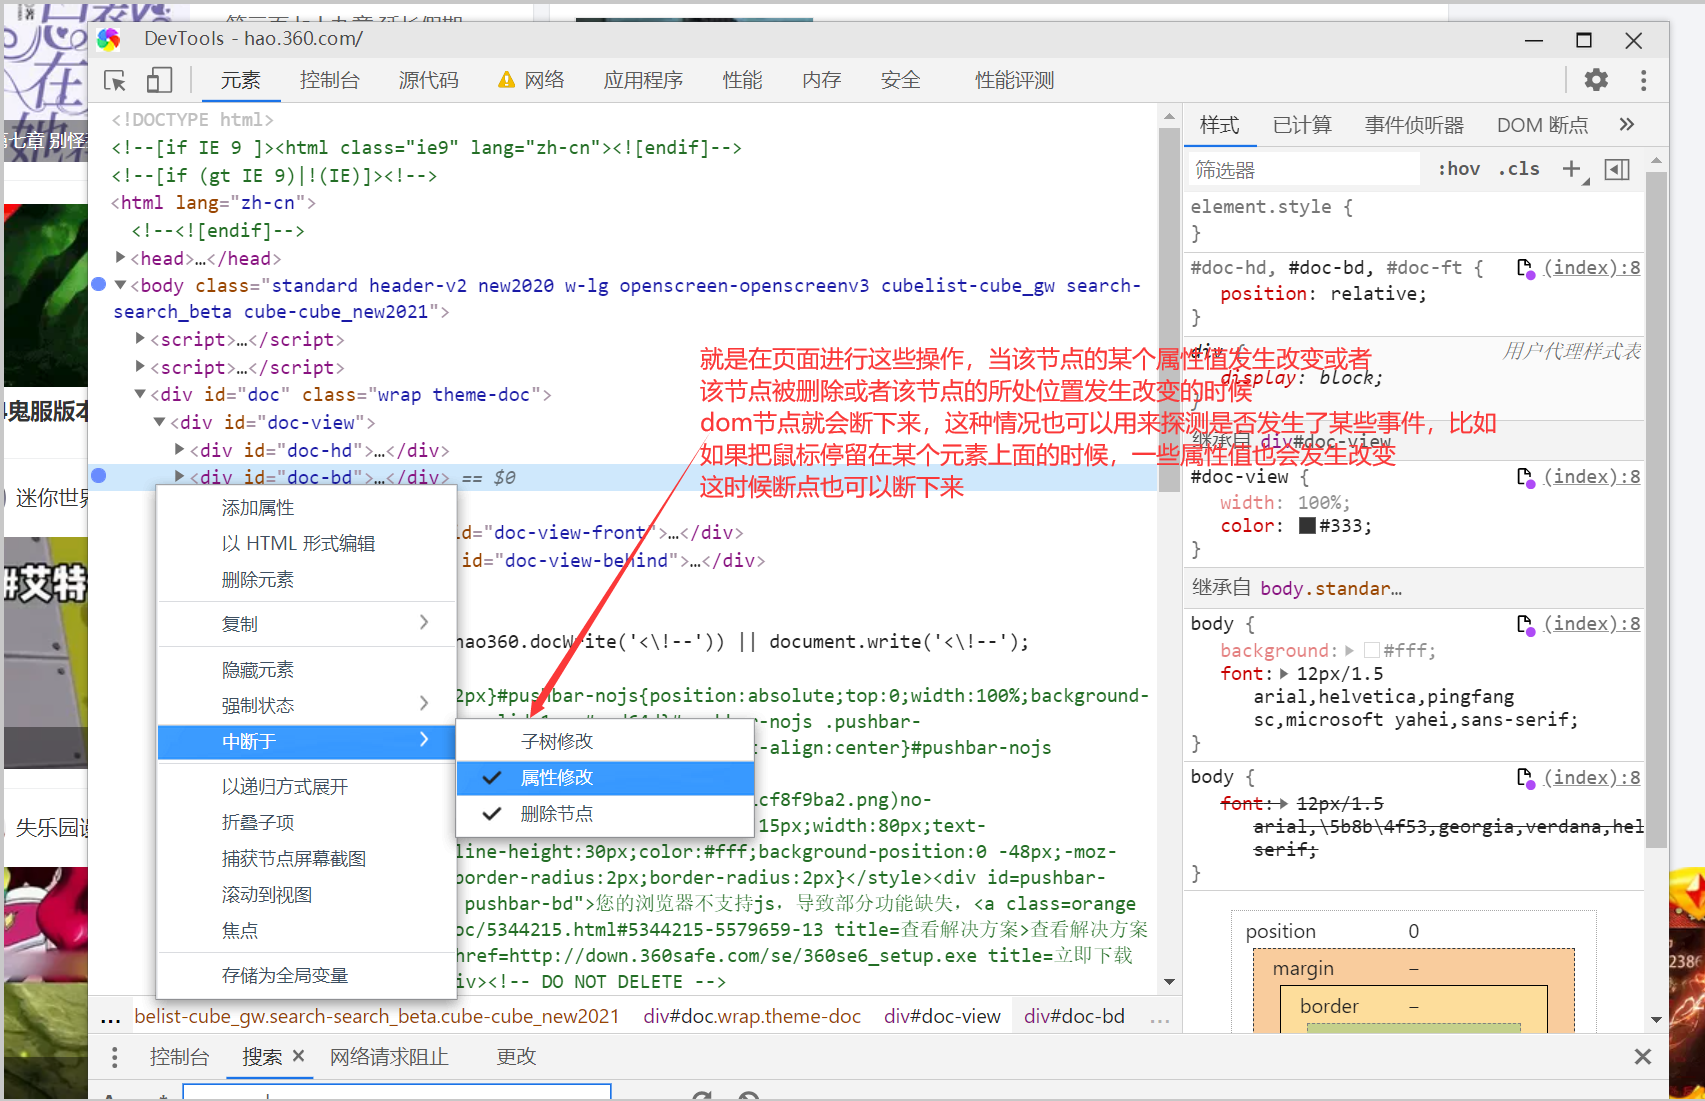 DevTools - hao.360.com/
元素
控制台
源代码
网络
应用程序
性能
内存
安全
性能评测
<!DOCTYPE html>
<!--[if IE 9 ]><html class="ie9" lang="zh-cn"><![endif]-->
<!--[if (gt IE 9)|!(IE)]><!-->
<html lang="zh-cn">
<!--<![endif]-->
<head>…</head>
<body class="standard header-v2 new2020 w-lg openscreen-openscreenv3 cubelist-cube_gw search-
search_beta cube-cube_new2021">
<script>…</script>
<script>…</script>
<div id="doc" class="wrap theme-doc">
<div id="doc-view">
<div id="doc-hd">…</div>
<div id="doc-bd">…</div> == $0
id="doc-view-front">…</div>
id="doc-view-behind">…</div>
hao360.docWrite('<\!--')) || document.write('<\!--');
2px}#pushbar-nojs{position:absolute;top:0;width:100%;background-
-nojs .pushbar-
t-align:center}#pushbar-nojs
cf8f9ba2.png)no-
15px;width:80px;text-
line-height:30px;color:#fff;background-position:0 -48px;-moz-
border-radius:2px;border-radius:2px}</style><div id=pushbar-
pushbar-bd">您的浏览器不支持js，导致部分功能缺失，<a class=orange
oc/5344215.html#5344215-5579659-13 title=查看解决方案>查看解决方案
href=http://down.360safe.com/se/360se6_setup.exe title=立即下载
iv><!-- DO NOT DELETE -->
就是在页面进行这些操作，当该节点的某个属性值发生改变或者
该节点被删除或者该节点的所处位置发生改变的时候
dom节点就会断下来，这种情况也可以用来探测是否发生了某些事件，比如
如果把鼠标停留在某个元素上面的时候，一些属性值也会发生改变
这时候断点也可以断下来
添加属性
以 HTML 形式编辑
删除元素
复制
隐藏元素
强制状态
中断于
以递归方式展开
折叠子项
捕获节点屏幕截图
滚动到视图
焦点
存储为全局变量
子树修改
属性修改
删除节点
... belist-cube_gw.search-search_beta.cube-cube_new2021 div#doc.wrap.theme-doc div#doc-view div#doc-bd ...
控制台
搜索
网络请求阻止
更改
样式
已计算
事件侦听器
DOM 断点
筛选器
:hov
.cls
element.style {
}
#doc-hd, #doc-bd, #doc-ft {
(index):8
position: relative;
}
div {
用户代理样式表
display: block;
}
继承自 div#doc-view
#doc-view {
(index):8
width: 100%;
color: #333;
}
继承自 body.standar…
body {
(index):8
background: #fff;
font: 12px/1.5
arial,helvetica,pingfang
sc,microsoft yahei,sans-serif;
}
body {
(index):8
font: 12px/1.5
arial,\5b8b\4f53,georgia,verdana,hel
serif;
}
position
0
margin
–
border
–
七章 别怪
鬼服版本
迷你世界
#艾特
失乐园
2386